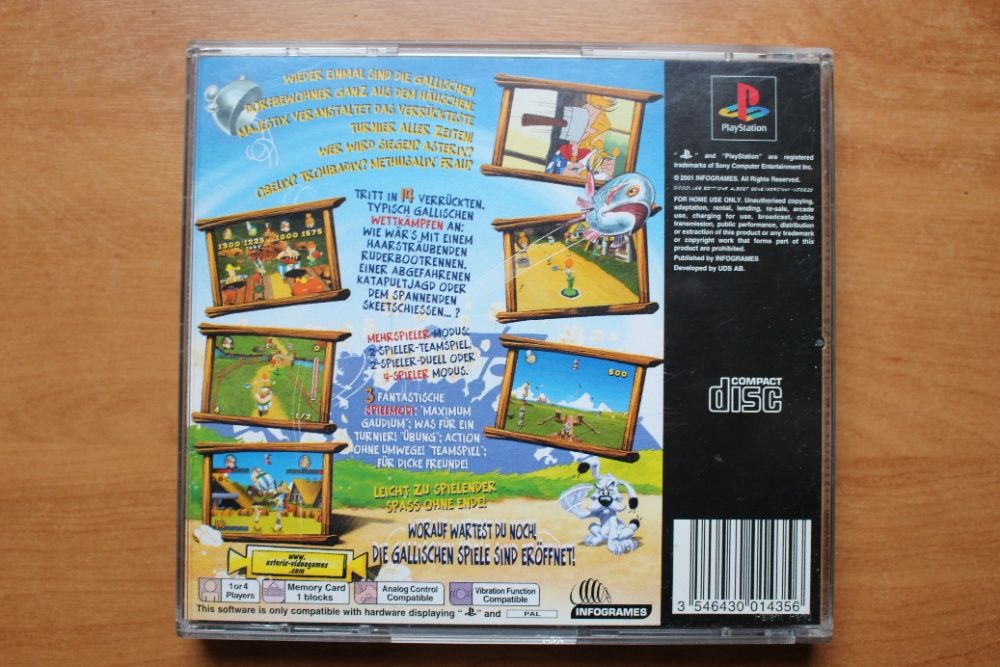 WIEDER EINMAL SIND DIE GALLISCHEN
DORFBEWOHNER GANZ AUS DEM HÄUSCHEN:
MAJESTIX VERANSTALTET DAS VERRÜCKTESTE
TURNIER ALLER ZEITEN!
WER WIRD SIEGEN? ASTERIX?
OBELIX? TROUBADIX? METHUSALIX' FRAU?
TRITT IN 14 VERRÜCKTEN,
TYPISCH GALLISCHEN
WETTKÄMPFEN AN:
WIE WÄR'S MIT EINEM
HAARSTRÄUBENDEN
RUDERBOOTRENNEN,
EINER ABGEFAHRENEN
KATAPULTJAGD ODER
DEM SPANNENDEN
SKEETSCHIESSEN... ?
MEHRSPIELER MODUS:
2-SPIELER-TEAMSPIEL,
2-SPIELER-DUELL ODER
4-SPIELER MODUS.
3 FANTASTISCHE
SPIELMODI: "MAXIMUM
GAUDIUM"; WAS FÜR EIN
TURNIER! "ÜBUNG"; ACTION
OHNE UMWEGE! "TEAMSPIEL";
FÜR DICKE FREUNDE!
LEICHT ZU SPIELENDER
SPASS OHNE ENDE!
WORAUF WARTEST DU NOCH!
DIE GALLISCHEN SPIELE SIND ERÖFFNET!
1300 1225 1000 1575
0
4
1/2
500
www.
asterix-videogames
.com
1 or 4
Players
Memory Card
1 blocks
Analog Control
Compatible
Vibration Function
Compatible
INFOGRAMES
This software is only compatible with hardware displaying " " and PAL
PlayStation
" " and "PlayStation" are registered
trademarks of Sony Computer Entertainment Inc.
© 2001 INFOGRAMES. All Rights Reserved.
FOR HOME USE ONLY. Unauthorised copying,
adaptation, rental, lending, re-sale, arcade
use, charging for use, broadcast, cable
transmission, public performance, distribution
or extraction of this product or any trademark
or copyright work that forms part of this
product are prohibited.
Published by INFOGRAMES
Developed by UDS AB.
COMPACT
disc
3 546430 014356